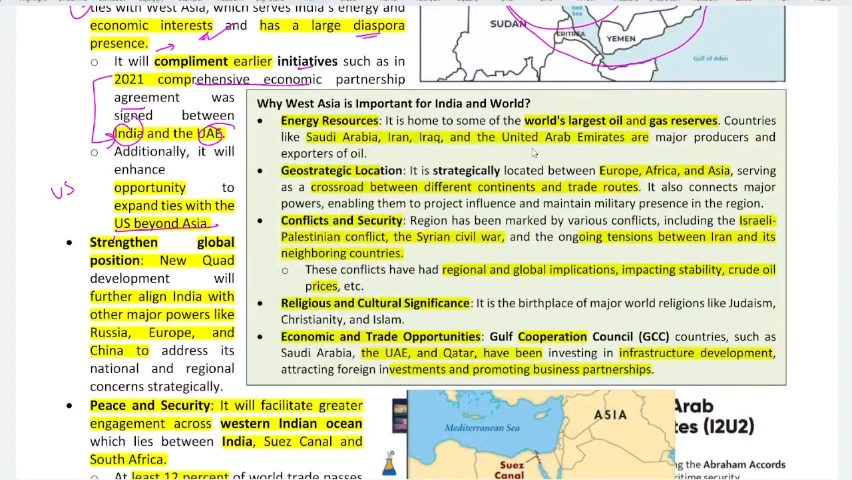 ties with West Asia, which serves India's energy and
economic interests and has a large diaspora
presence.
o It will compliment earlier initiatives such as in
2021 comprehensive economic partnership
agreement was
signed between
India and the UAE.
o Additionally, it will
enhance
opportunity to
expand ties with the
US beyond Asia.
US
• Strengthen global
position: New Quad
development will
further align India with
other major powers like
Russia, Europe, and
China to address its
national and regional
concerns strategically.
• Peace and Security: It will facilitate greater
engagement across western Indian ocean
which lies between India, Suez Canal and
South Africa.
o At least 12 percent of world trade passes
Red
Sea
SUDAN
ERITREA
YEMEN
Gulf of Aden
Why West Asia is Important for India and World?
• Energy Resources: It is home to some of the world's largest oil and gas reserves. Countries
like Saudi Arabia, Iran, Iraq, and the United Arab Emirates are major producers and
exporters of oil.
• Geostrategic Location: It is strategically located between Europe, Africa, and Asia, serving
as a crossroad between different continents and trade routes. It also connects major
powers, enabling them to project influence and maintain military presence in the region.
• Conflicts and Security: Region has been marked by various conflicts, including the Israeli-
Palestinian conflict, the Syrian civil war, and the ongoing tensions between Iran and its
neighboring countries.
o These conflicts have had regional and global implications, impacting stability, crude oil
prices, etc.
• Religious and Cultural Significance: It is the birthplace of major world religions like Judaism,
Christianity, and Islam.
• Economic and Trade Opportunities: Gulf Cooperation Council (GCC) countries, such as
Saudi Arabia, the UAE, and Qatar, have been investing in infrastructure development,
attracting foreign investments and promoting business partnerships.
Mediterranean Sea
ASIA
Suez
Canal
Arab
tes (I2U2)
ng the Abraham Accords
ritime security